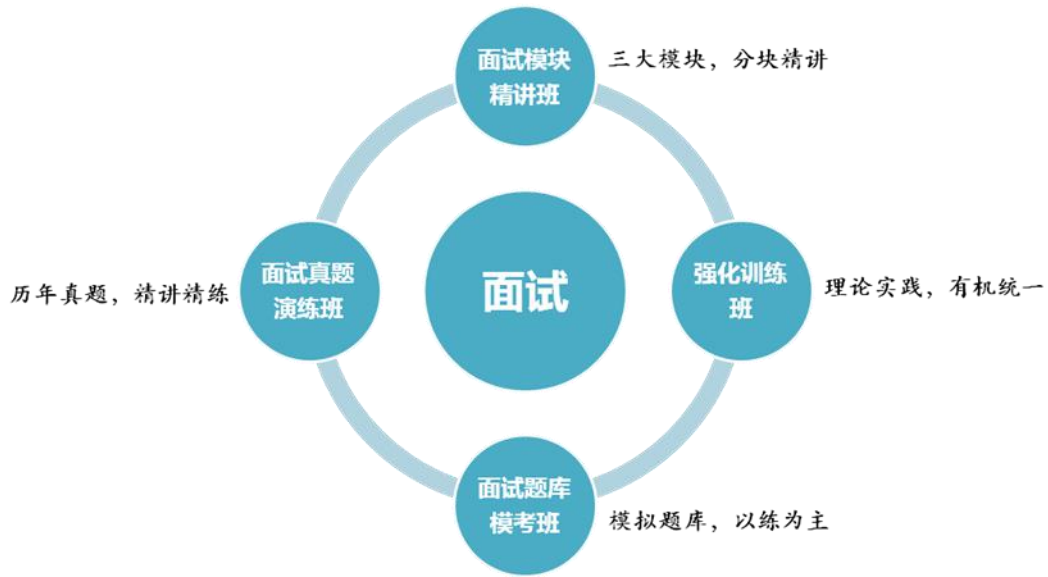 面试模块
精讲班
三大模块，分块精讲
面试真题
演练班
历年真题，精讲精练
面试
强化训练
班
理论实践，有机统一
面试题库
模考班
模拟题库，以练为主